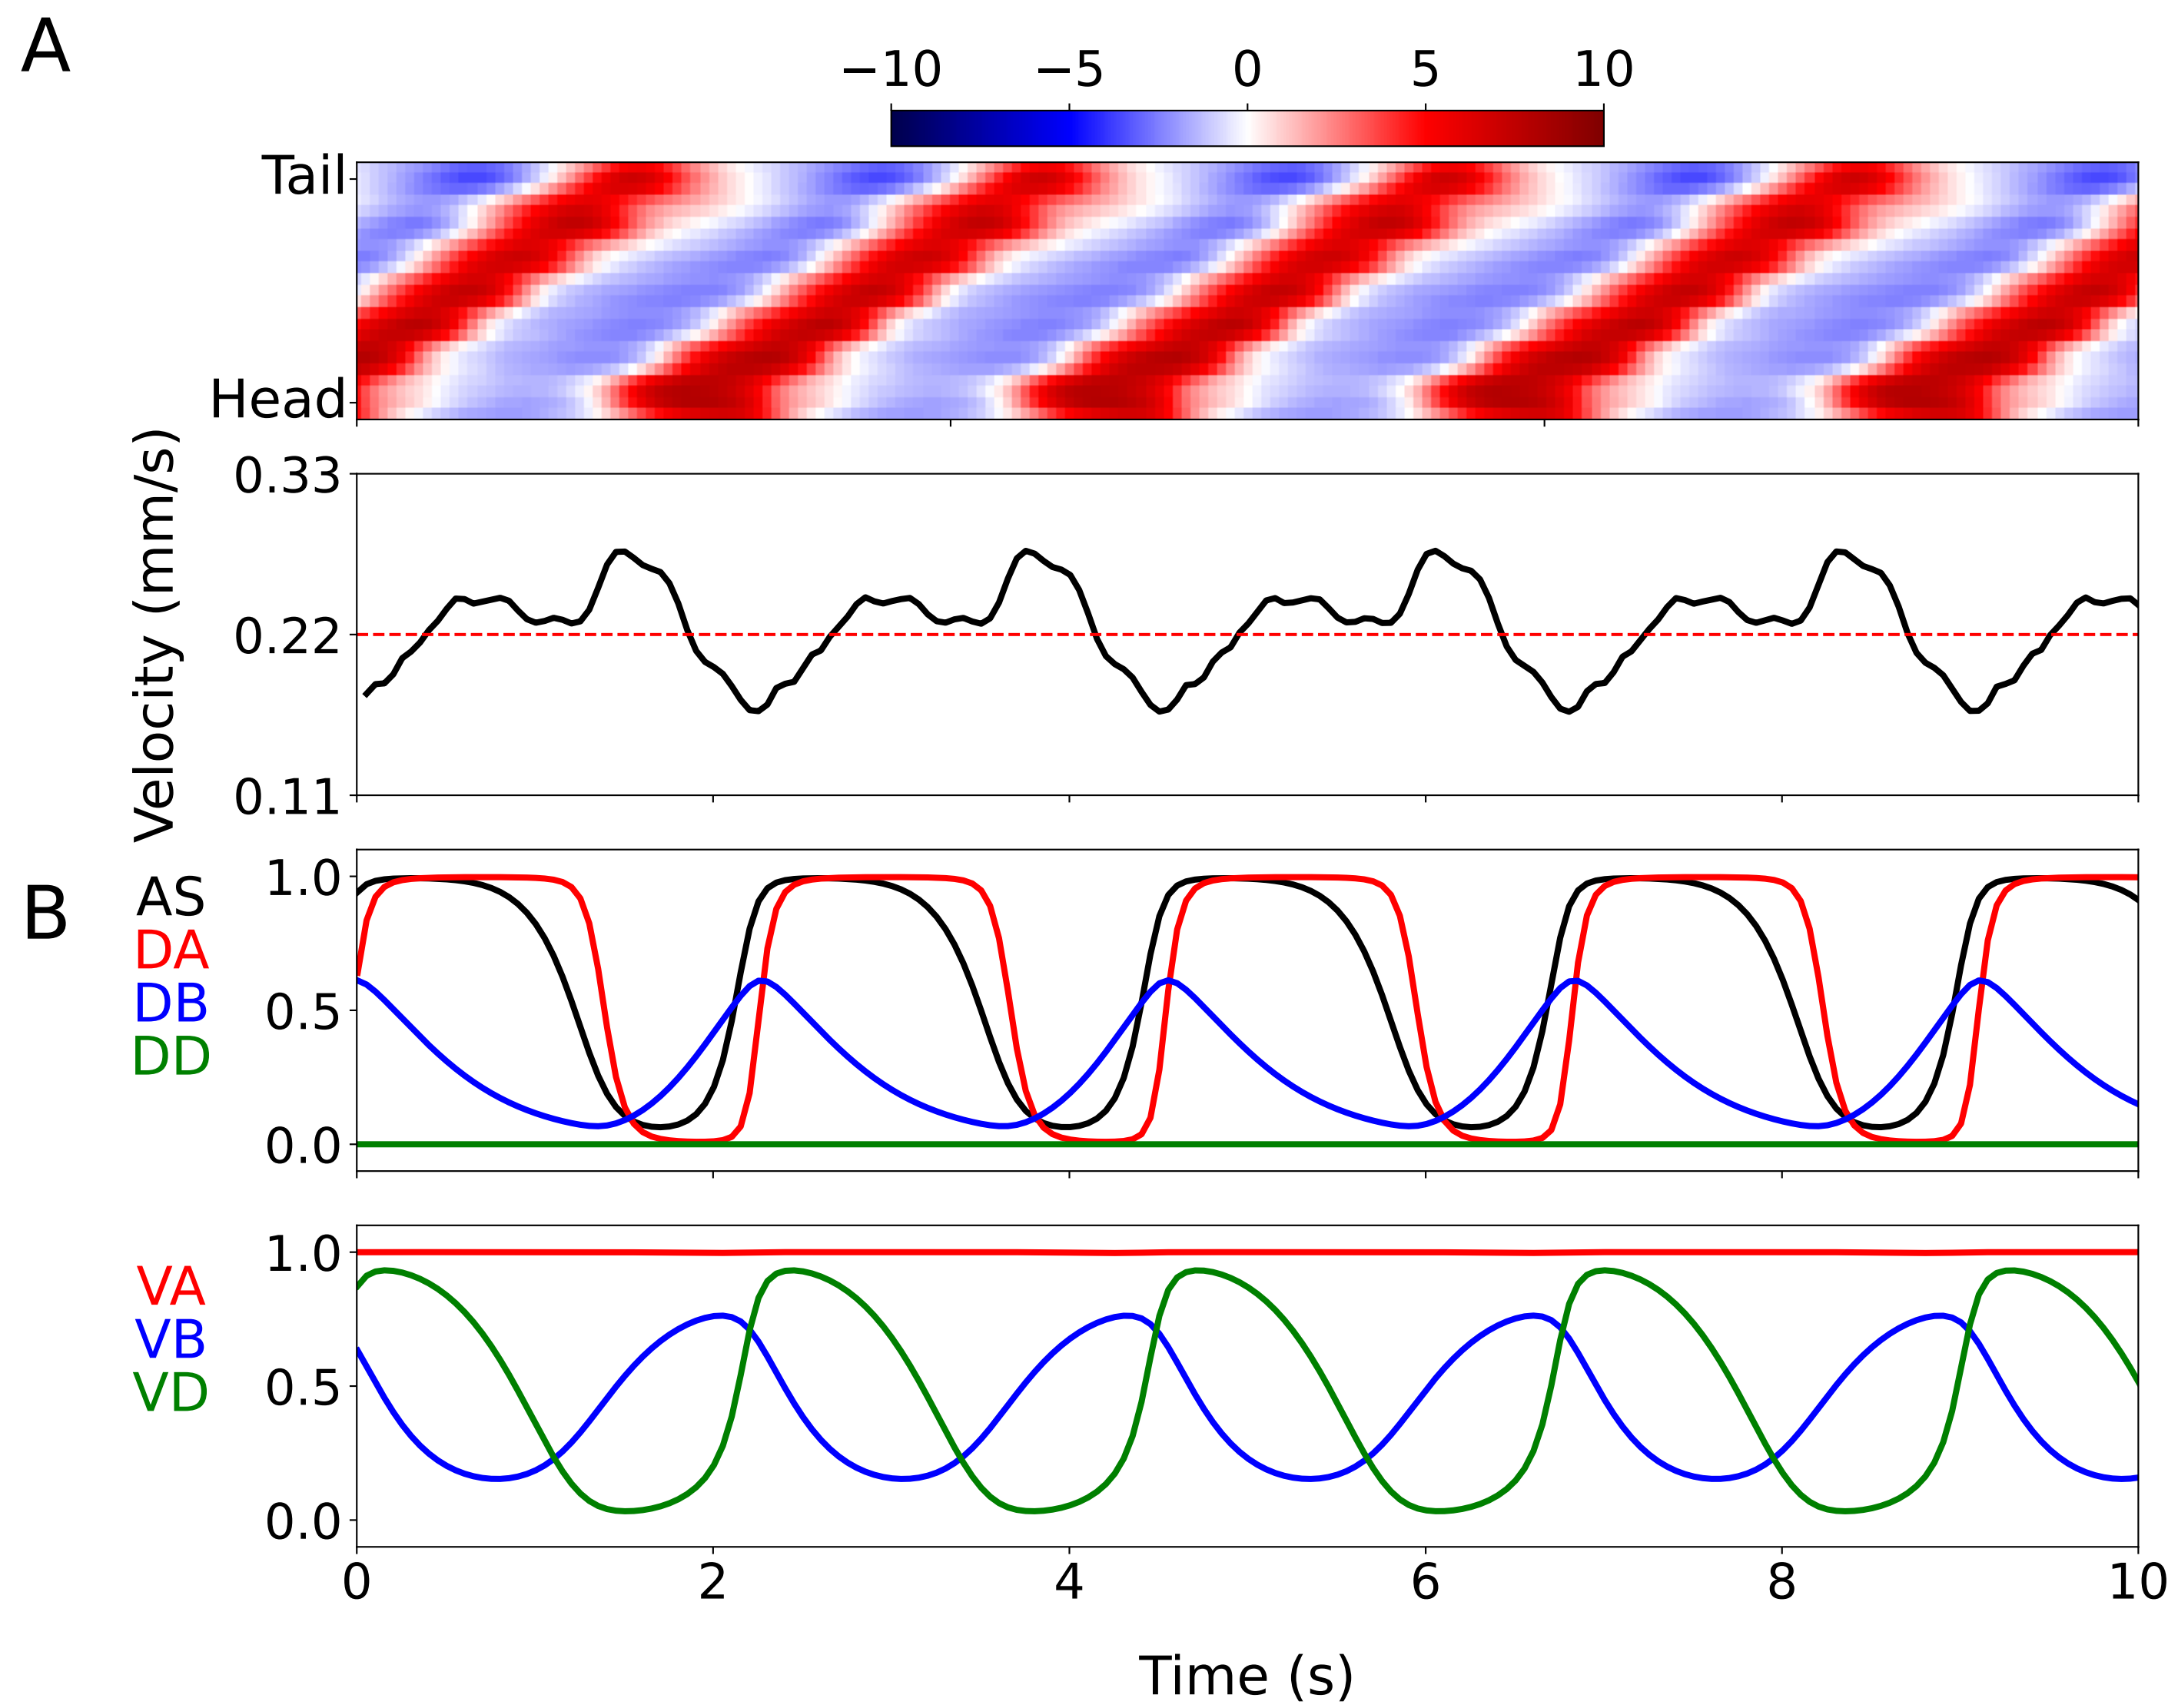 A
−10 −5 0 5 10
Tail
Head
Velocity (mm/s)
0.33
0.22
0.11
B
AS
DA
DB
DD
1.0
0.5
0.0
VA
VB
VD
1.0
0.5
0.0
0 2 4 6 8 10
Time (s)